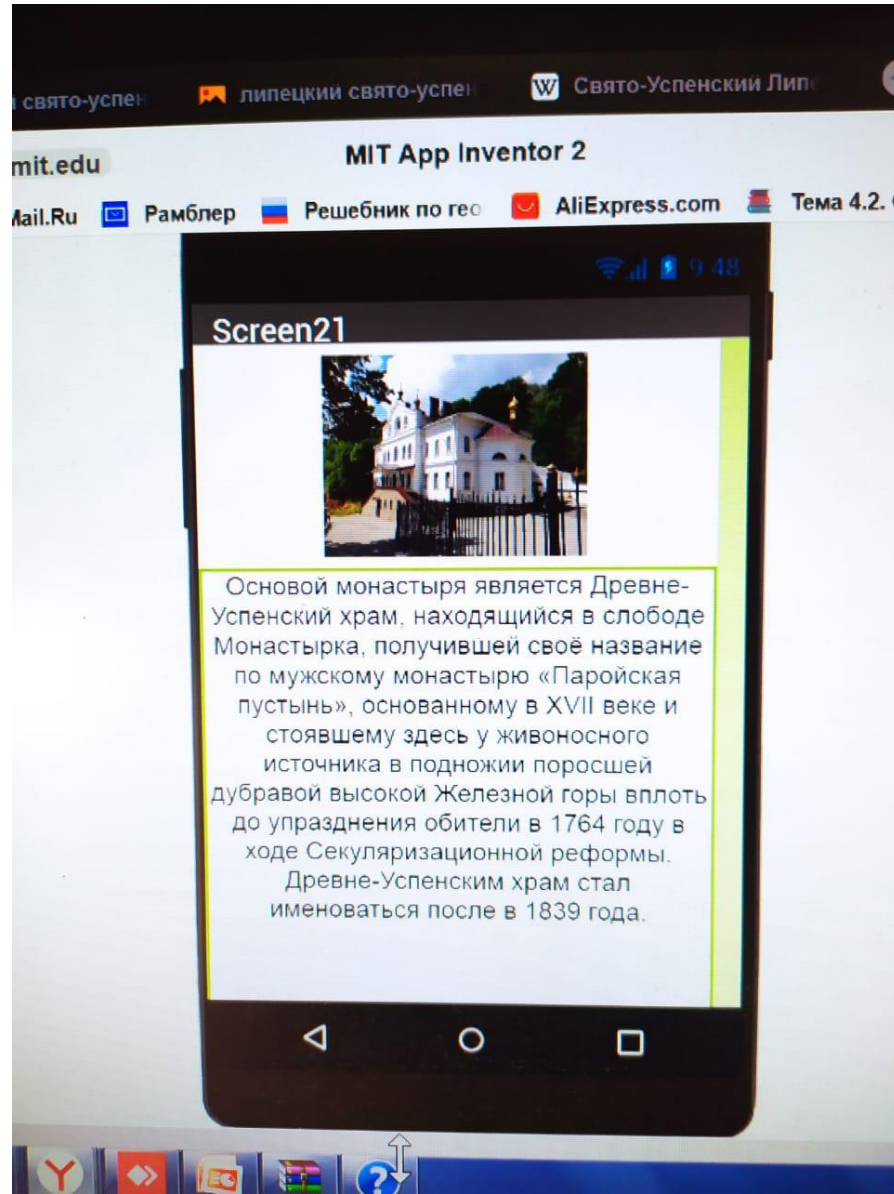 свято-успен
липецкий свято-успен
W Свято-Успенский Липе
mit.edu
MIT App Inventor 2
Mail.Ru Рамблер Решебник по гео AliExpress.com Тема 4.2.
9:48
Screen21
Основой монастыря является Древне-
Успенский храм, находящийся в слободе
Монастырка, получившей своё название
по мужскому монастырю «Паройская
пустынь», основанному в XVII веке и
стоявшему здесь у живоносного
источника в подножии поросшей
дубравой высокой Железной горы вплоть
до упразднения обители в 1764 году в
ходе Секуляризационной реформы.
Древне-Успенским храм стал
именоваться после в 1839 года.